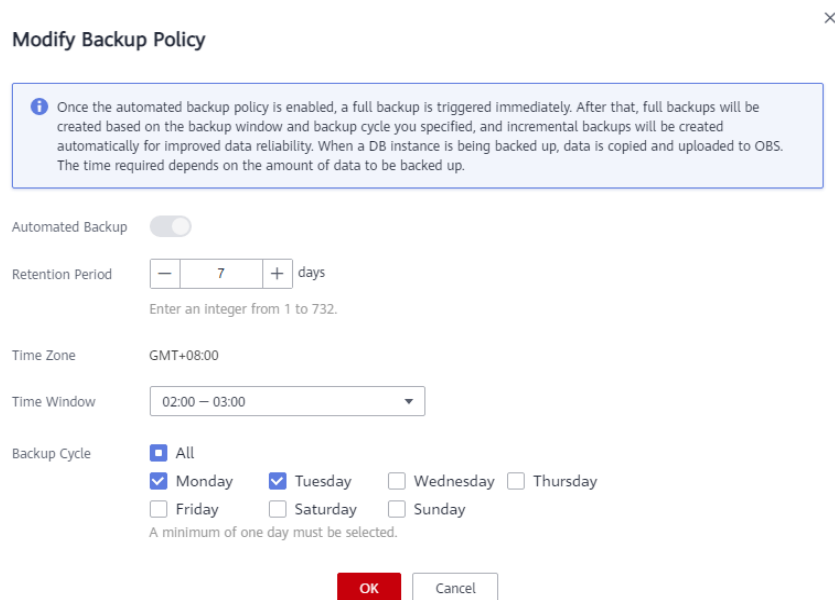 Modify Backup Policy
Once the automated backup policy is enabled, a full backup is triggered immediately. After that, full backups will be
created based on the backup window and backup cycle you specified, and incremental backups will be created
automatically for improved data reliability. When a DB instance is being backed up, data is copied and uploaded to OBS.
The time required depends on the amount of data to be backed up.
Automated Backup
Retention Period 7 days
Enter an integer from 1 to 732.
Time Zone GMT+08:00
Time Window 02:00 — 03:00
Backup Cycle All
Monday Tuesday Wednesday Thursday
Friday Saturday Sunday
A minimum of one day must be selected.
OK Cancel